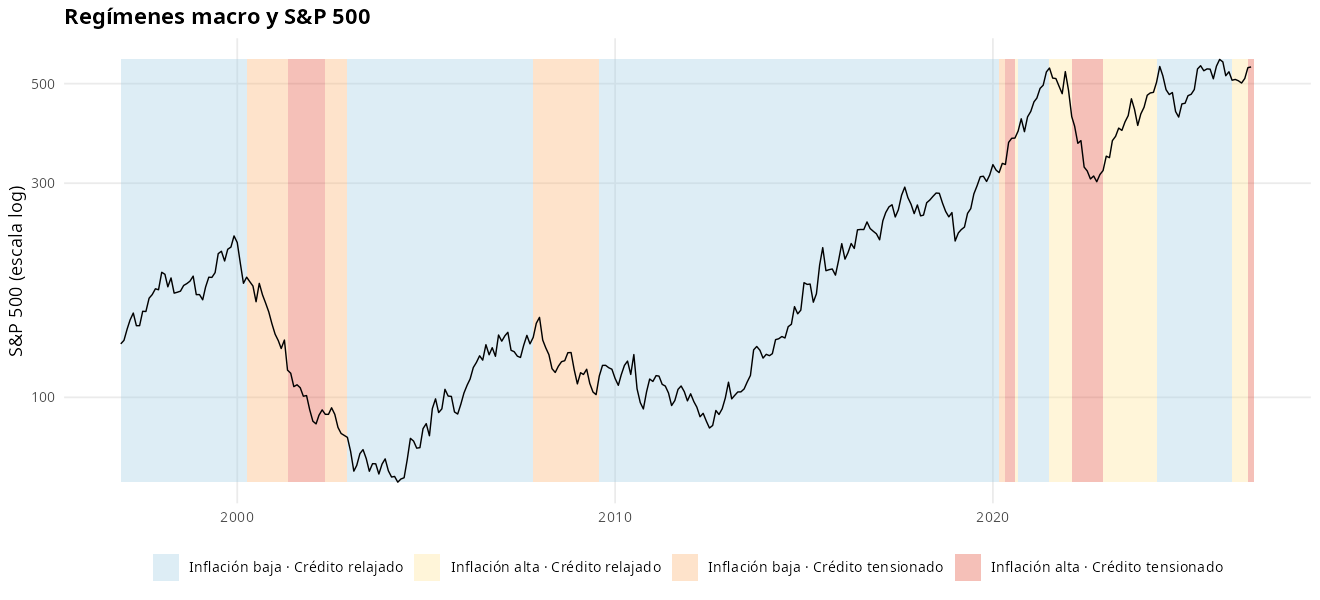 Regímenes macro y S&P 500
S&P 500 (escala log)
500
300
100
2000
2010
2020
Inflación baja · Crédito relajado
Inflación alta · Crédito relajado
Inflación baja · Crédito tensionado
Inflación alta · Crédito tensionado